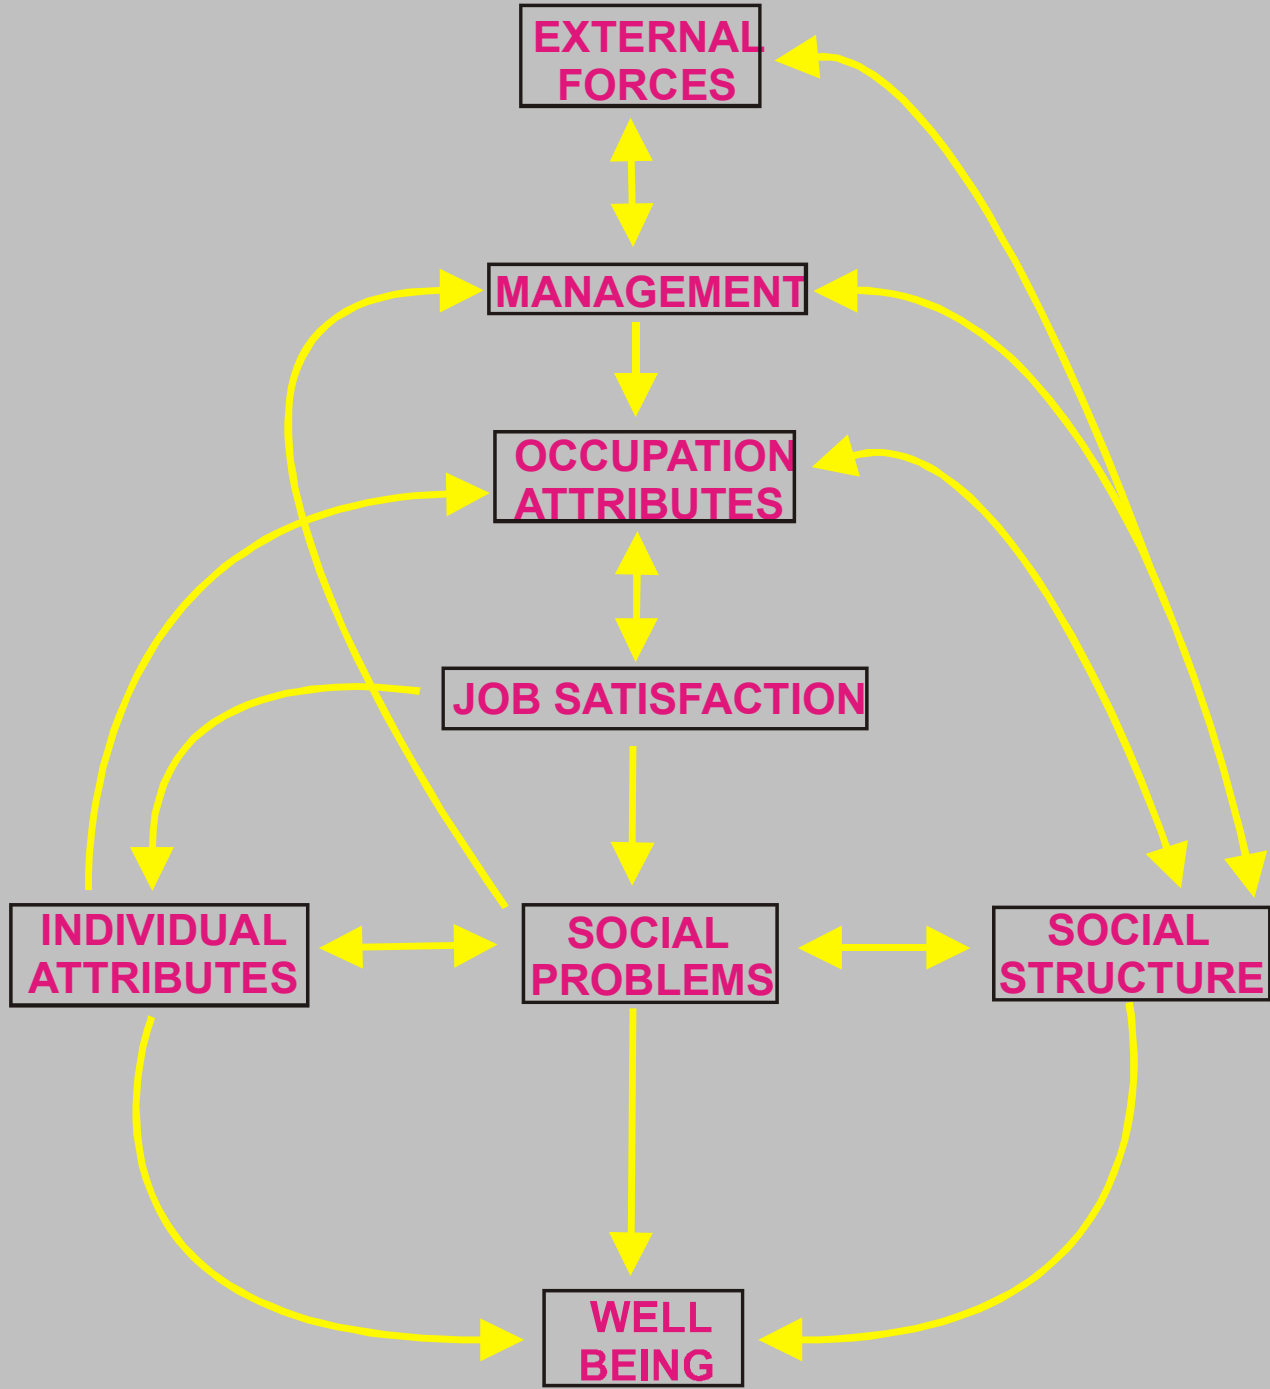 EXTERNAL
FORCES
MANAGEMENT
OCCUPATION
ATTRIBUTES
JOB SATISFACTION
INDIVIDUAL
ATTRIBUTES
SOCIAL
PROBLEMS
SOCIAL
STRUCTURE
WELL
BEING